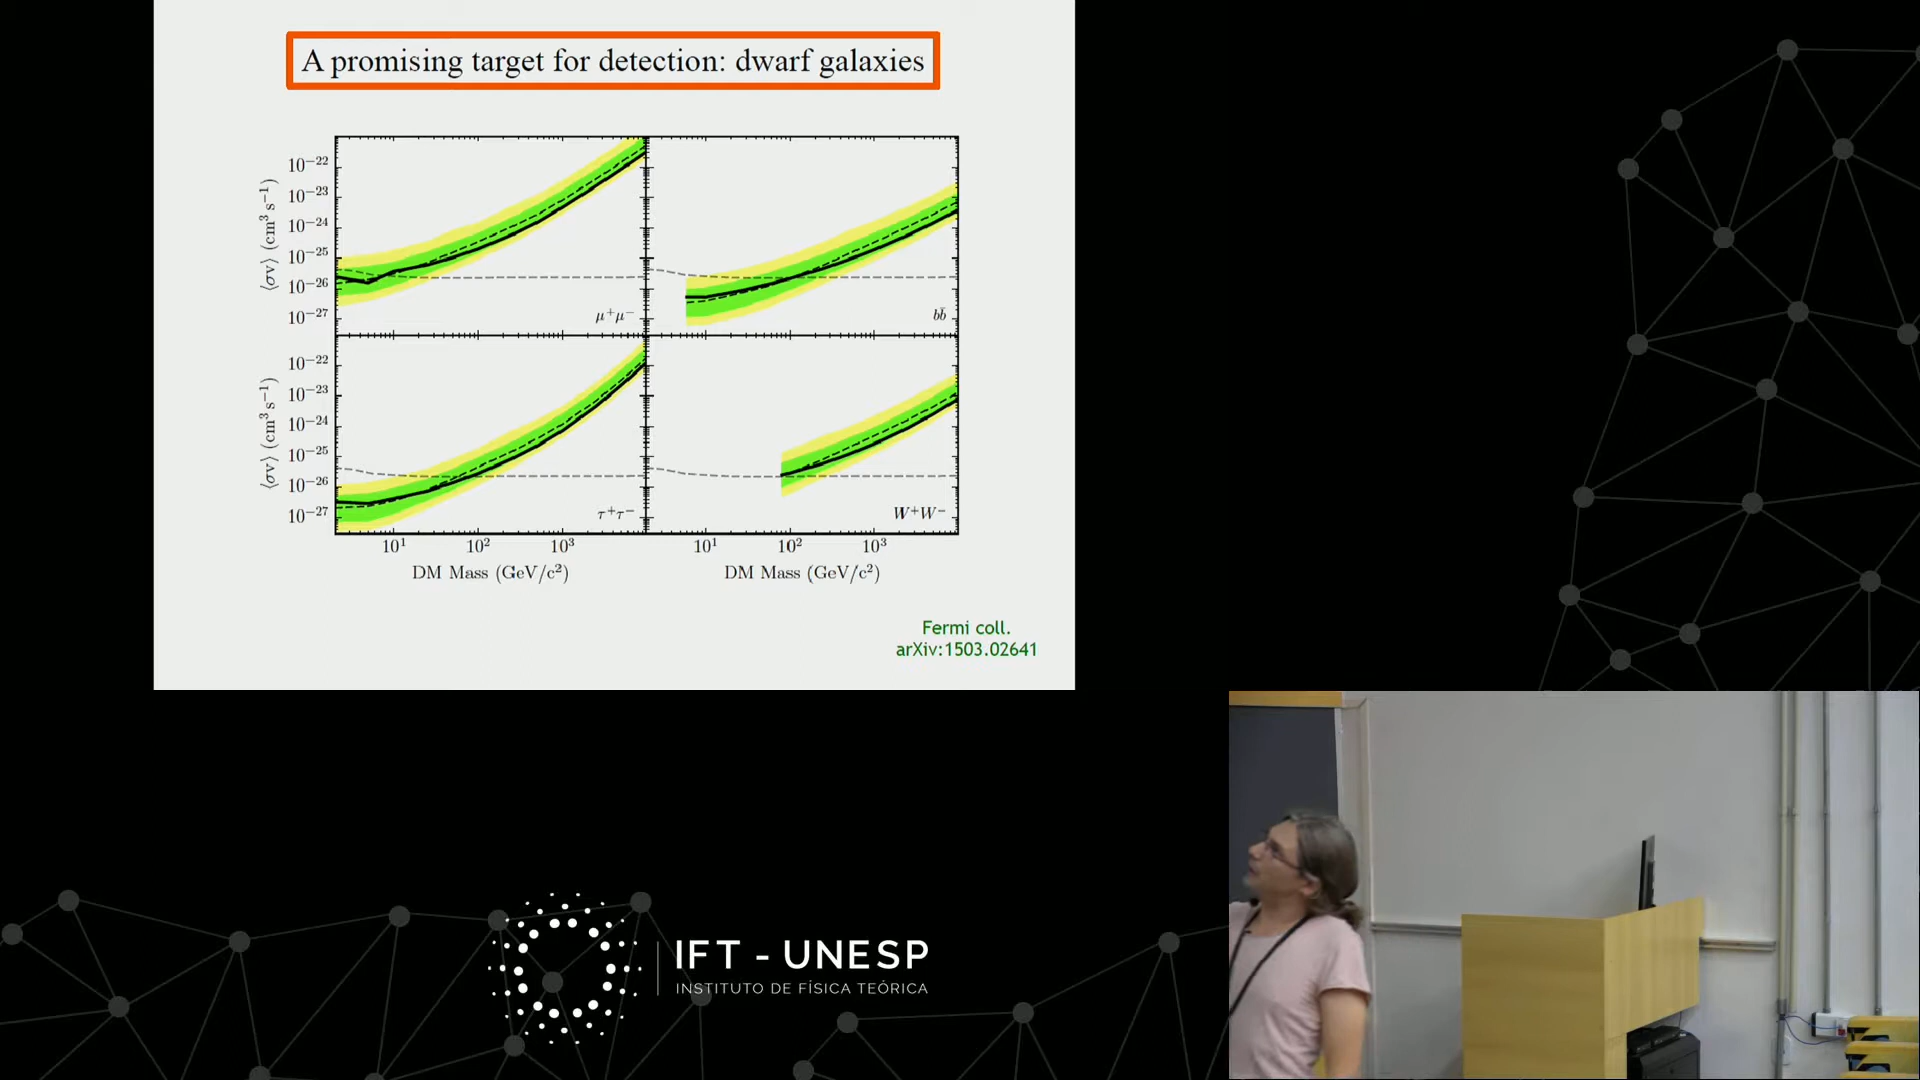 A promising target for detection: dwarf galaxies
10⁻²²
10⁻²³
10⁻²⁴
10⁻²⁵
10⁻²⁶
10⁻²⁷
⟨σv⟩ (cm³ s⁻¹)
μ⁺μ⁻
bb̄
10⁻²²
10⁻²³
10⁻²⁴
10⁻²⁵
10⁻²⁶
10⁻²⁷
⟨σv⟩ (cm³ s⁻¹)
τ⁺τ⁻
W⁺W⁻
10¹ 10² 10³
10¹ 10² 10³
DM Mass (GeV/c²)
DM Mass (GeV/c²)
Fermi coll.
arXiv:1503.02641
IFT - UNESP
INSTITUTO DE FÍSICA TEÓRICA